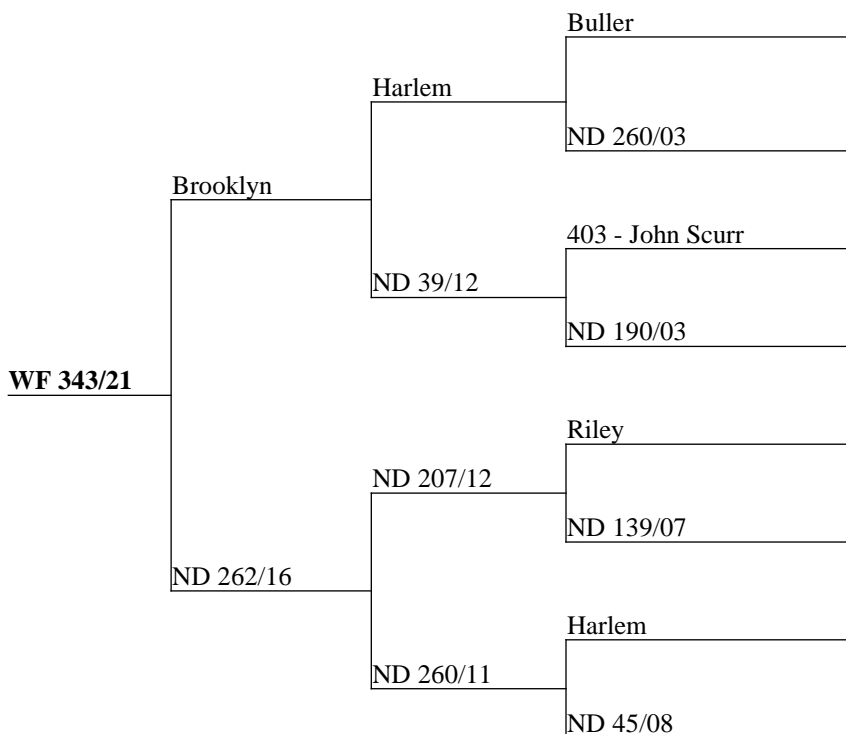 Buller
Harlem
ND 260/03
Brooklyn
403 - John Scurr
ND 39/12
ND 190/03
WF 343/21
Riley
ND 207/12
ND 139/07
ND 262/16
Harlem
ND 260/11
ND 45/08